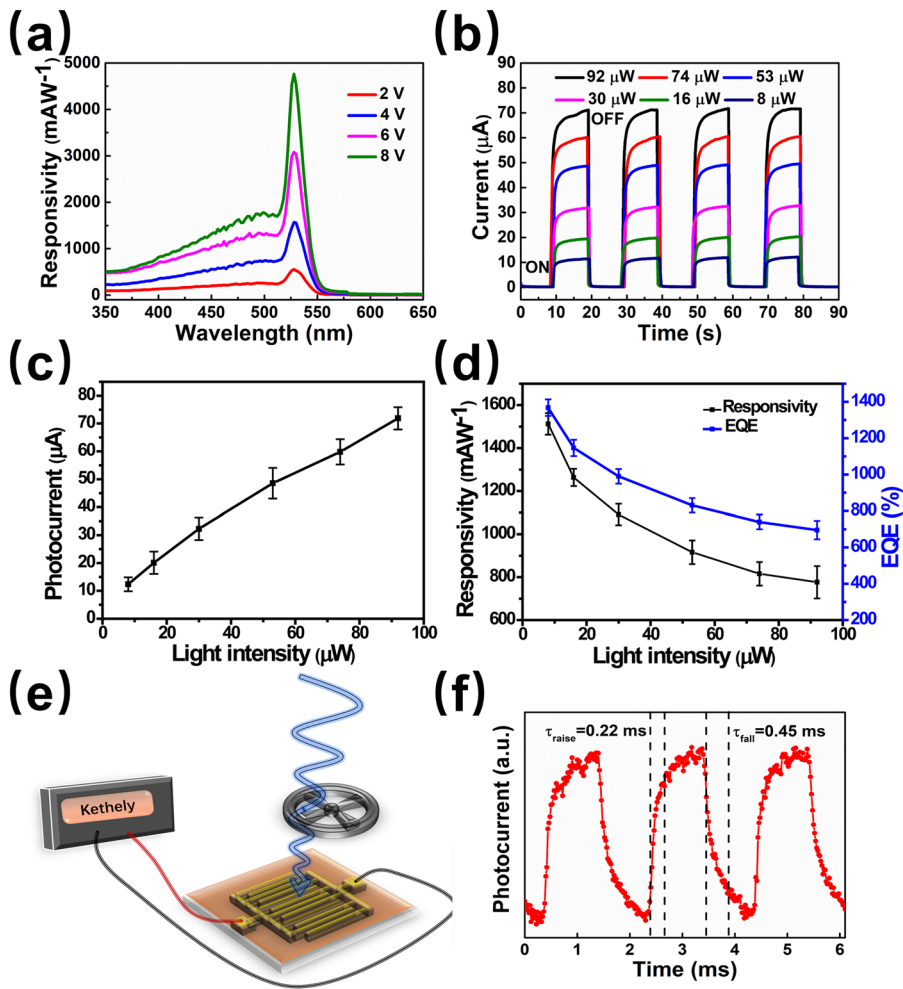 (a)
5000
4000
3000
2000
1000
0
Responsivity (mAW⁻¹)
2 V
4 V
6 V
8 V
350 400 450 500 550 600 650
Wavelength (nm)
(b)
90
80
70
60
50
40
30
20
10
0
Current (μA)
92 μW 74 μW 53 μW
30 μW 16 μW 8 μW
OFF
ON
0 10 20 30 40 50 60 70 80 90
Time (s)
(c)
80
70
60
50
40
30
20
10
0
Photocurrent (μA)
0 20 40 60 80 100
Light intensity (μW)
(d)
1600
1400
1200
1000
800
600
Responsivity (mAW⁻¹)
Responsivity
EQE
1400
1200
1000
800
600
400
200
EQE (%)
0 20 40 60 80 100
Light intensity (μW)
(e)
Kethely
(f)
Photocurrent (a.u.)
τraise=0.22 ms τfall=0.45 ms
0 1 2 3 4 5 6
Time (ms)